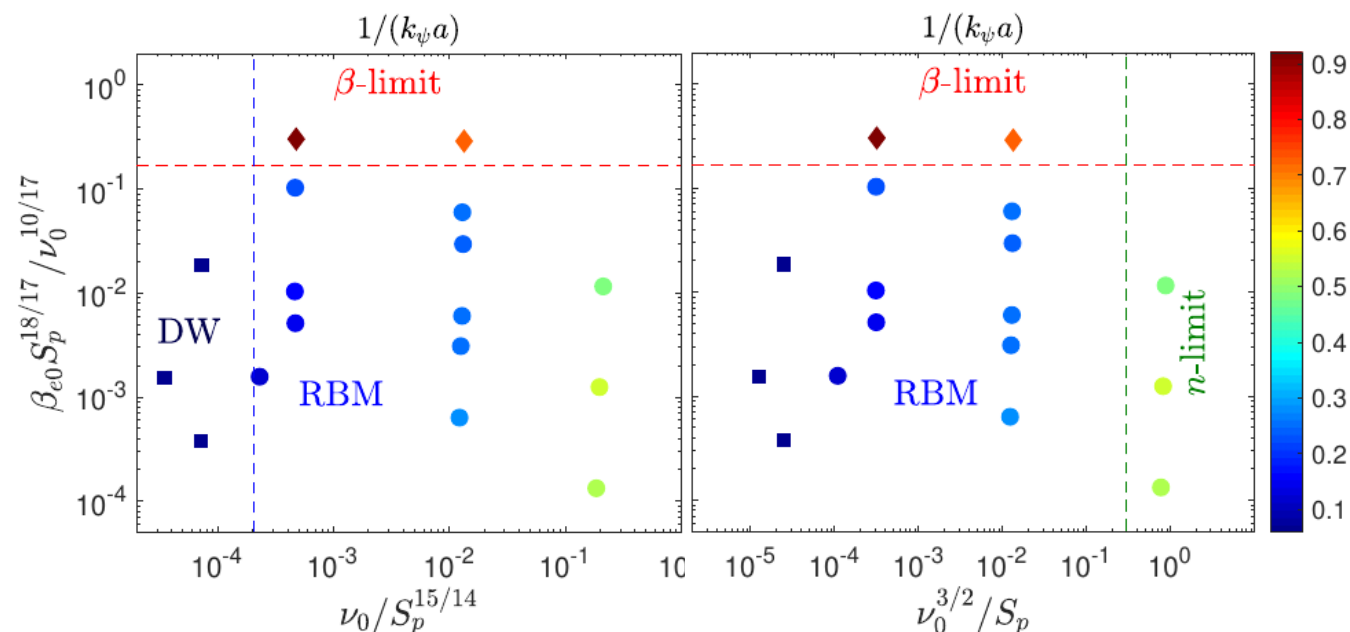 1/(k_ψ a) 1/(k_ψ a)
10^0 β-limit β-limit 0.9
0.8
10^{-1} 0.7
0.6
β_{e0} S_p^{18/17} / ν_0^{10/17} 10^{-2} DW n-limit 0.5
0.4
10^{-3} RBM RBM 0.3
0.2
10^{-4} 0.1
10^{-4} 10^{-3} 10^{-2} 10^{-1} 1( 10^{-5} 10^{-4} 10^{-3} 10^{-2} 10^{-1} 10^0
ν_0/S_p^{15/14} ν_0^{3/2}/S_p